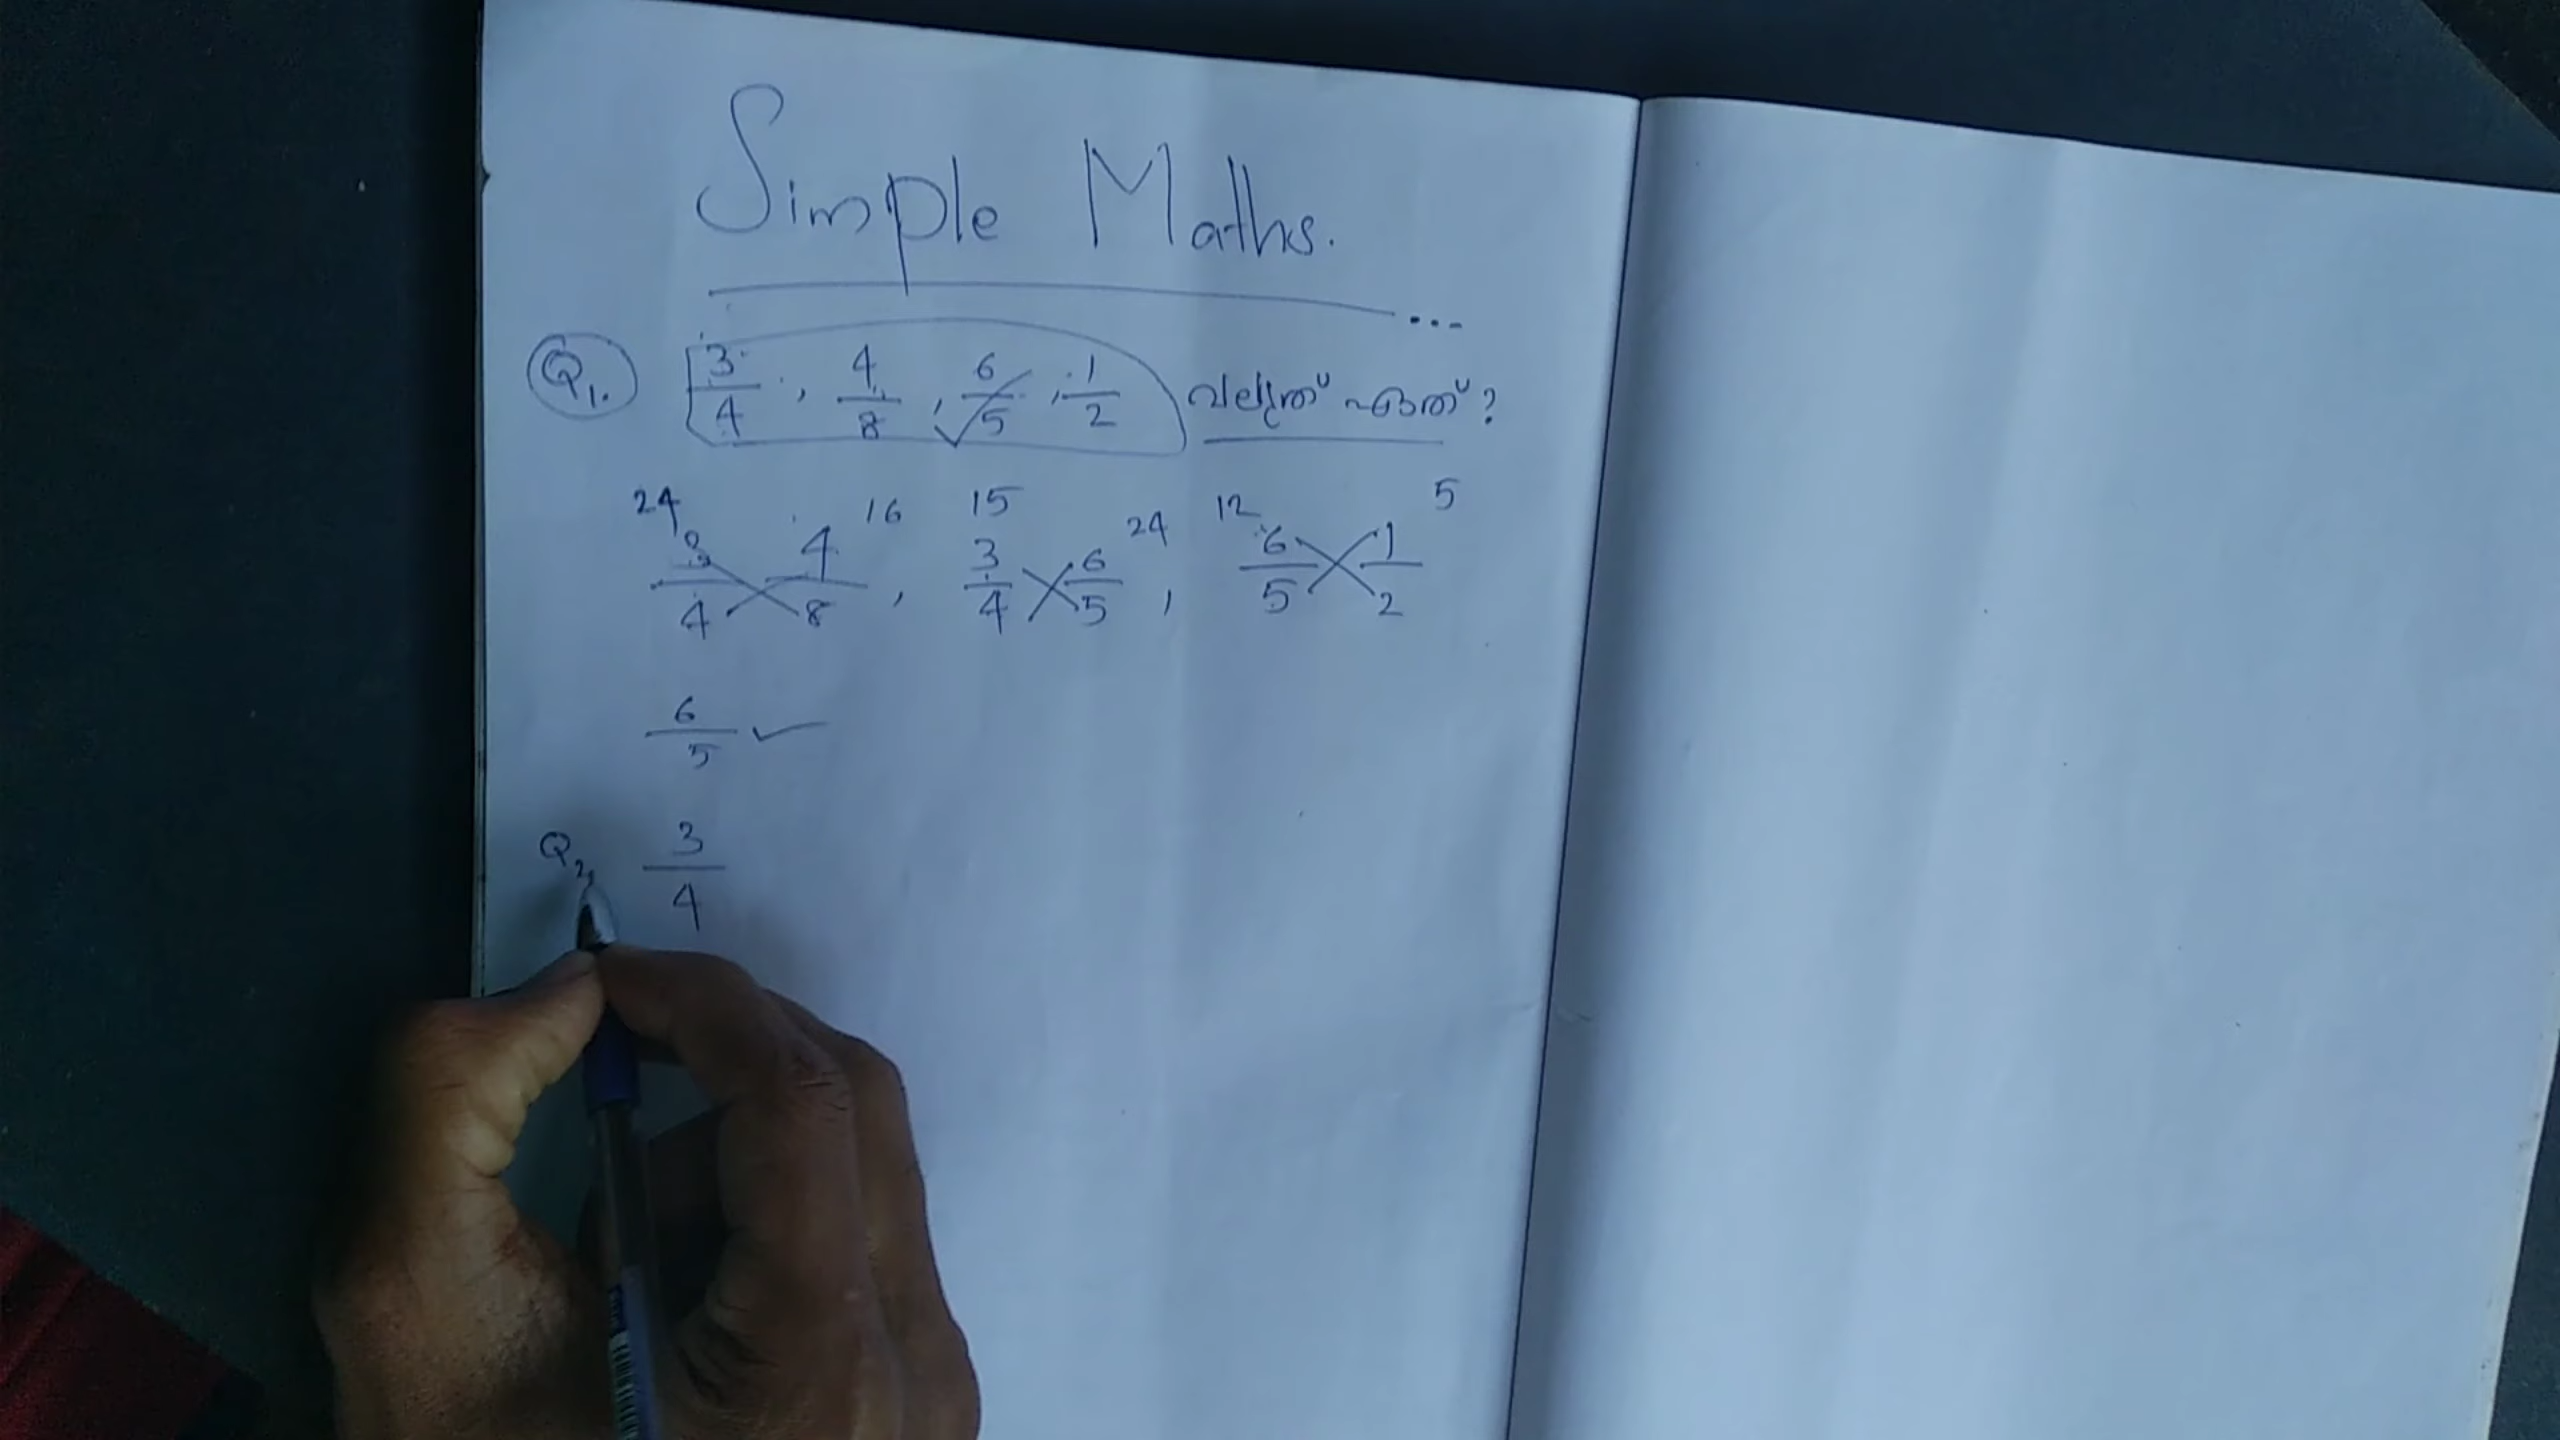 Simple Maths.
...
Q1. 3/4, 4/8, 6/5, 1/2 വലുത് ഏത്?
24 3/4 4/8 16, 15 3/4 6/5 24, 12 6/5 1/2 5
6/5 ✓
Q2, 3/4